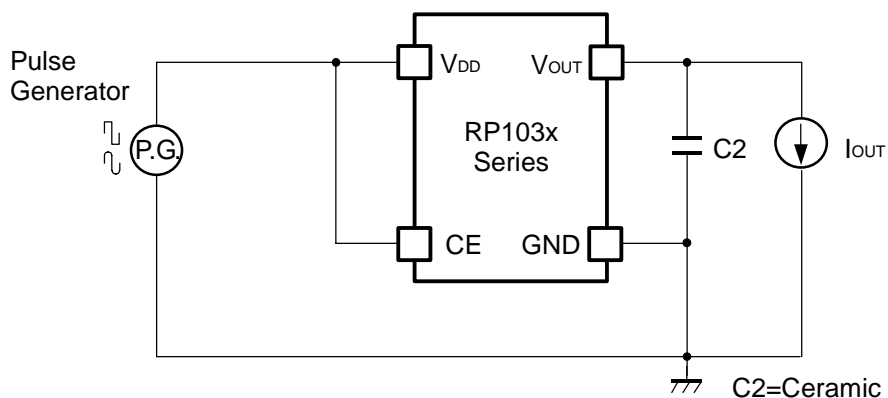 Pulse
Generator
P.G.
VDD
VOUT
RP103x
Series
CE
GND
C2
IOUT
C2=Ceramic